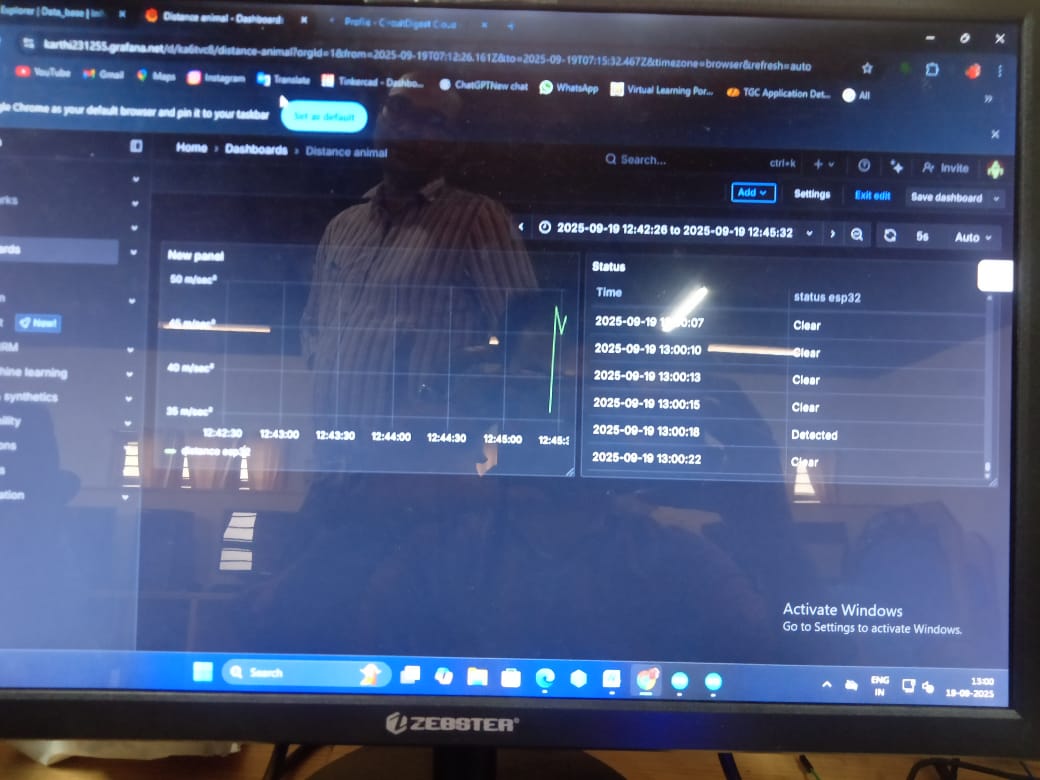 Explorer | Data_base | In
Distance animal - Dashboard
Profile - CircuitDigest Cloud
karthi231255.grafana.net/d/ka6tvc8/distance-animal?orgId=1&from=2025-09-19T07:12:26.161Z&to=2025-09-19T07:15:32.467Z&timezone=browser&refresh=auto
YouTube Gmail Maps Instagram Translate Tinkercad - Dashbo... ChatGPTNew chat WhatsApp Virtual Learning Por... TGC Application Det... All
gle Chrome as your default browser and pin it to your taskbar Set as default
Home > Dashboards > Distance animal
Search... ctrl+k + Invite
Add Settings Exit edit Save dashboard
2025-09-19 12:42:26 to 2025-09-19 12:45:32 5s Auto
rks
ards
n
t New!
RM
hine learning
synthetics
bility
ons
s
ation
New panel
50 m/sec²
45 m/sec²
40 m/sec²
35 m/sec²
12:42:30 12:43:00 12:43:30 12:44:00 12:44:30 12:45:00 12:45:
distance esp32
Status
Time status esp32
2025-09-19 :07 Clear
2025-09-19 13:00:10 Clear
2025-09-19 13:00:13 Clear
2025-09-19 13:00:15 Clear
2025-09-19 13:00:18 Detected
2025-09-19 13:00:22 Clear
Activate Windows
Go to Settings to activate Windows.
Search
ENG
IN
13:00
ZEBSTER